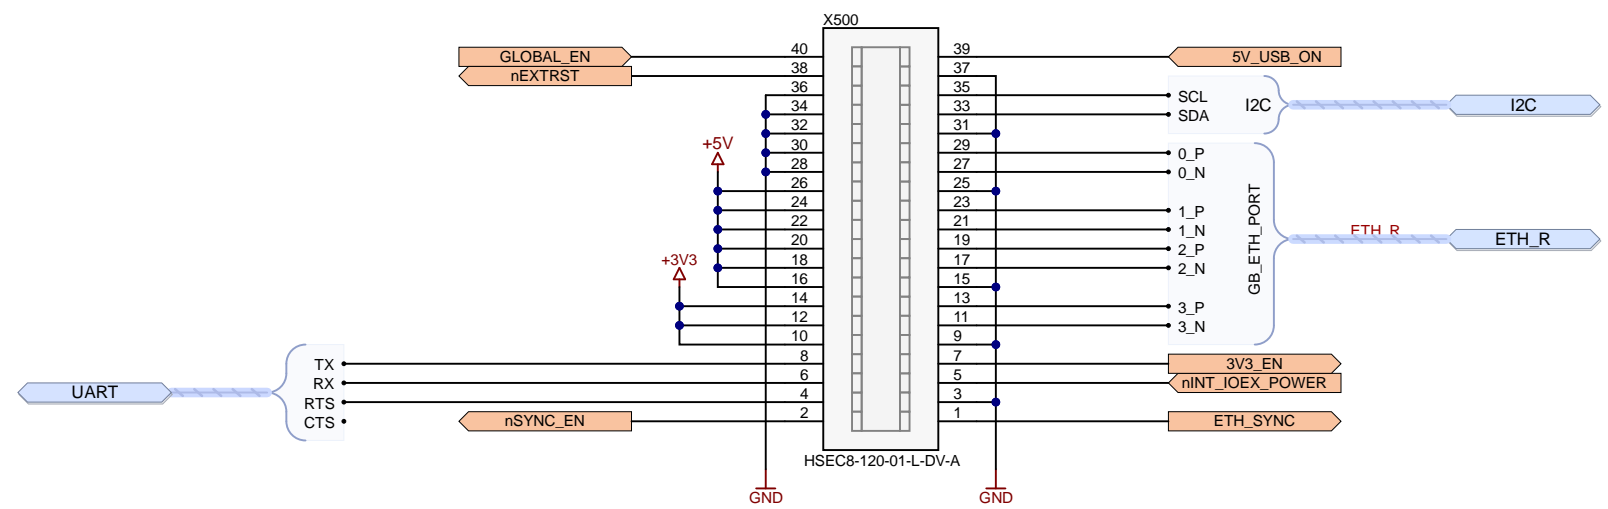 X500
GLOBAL_EN 40 39 5V_USB_ON
nEXTRST 38 37
36 35 SCL I2C I2C
34 33 SDA
32 31
+5V 30 29 0_P
28 27 0_N
26 25
24 23 1_P
22 21 1_N ETH_R
20 19 2_P GB_ETH_PORT ETH_R
+3V3 18 17 2_N
16 15
14 13 3_P
12 11 3_N
10 9
TX 8 7 3V3_EN
RX 6 5 nINT_IOEX_POWER
UART
RTS 4 3
CTS nSYNC_EN 2 1 ETH_SYNC
HSEC8-120-01-L-DV-A
GND GND